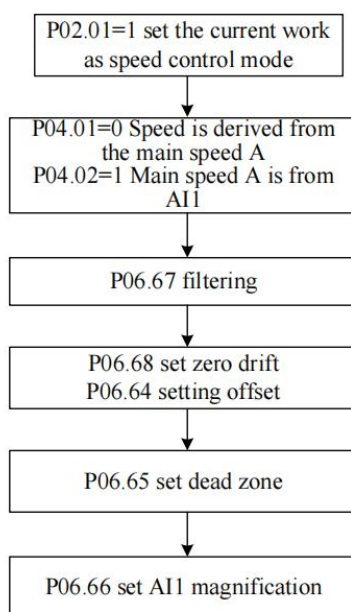 P02.01=1 set the current work
as speed control mode
P04.01=0 Speed is derived from
the main speed A
P04.02=1 Main speed A is from
AI1
P06.67 filtering
P06.68 set zero drift
P06.64 setting offset
P06.65 set dead zone
P06.66 set AI1 magnification